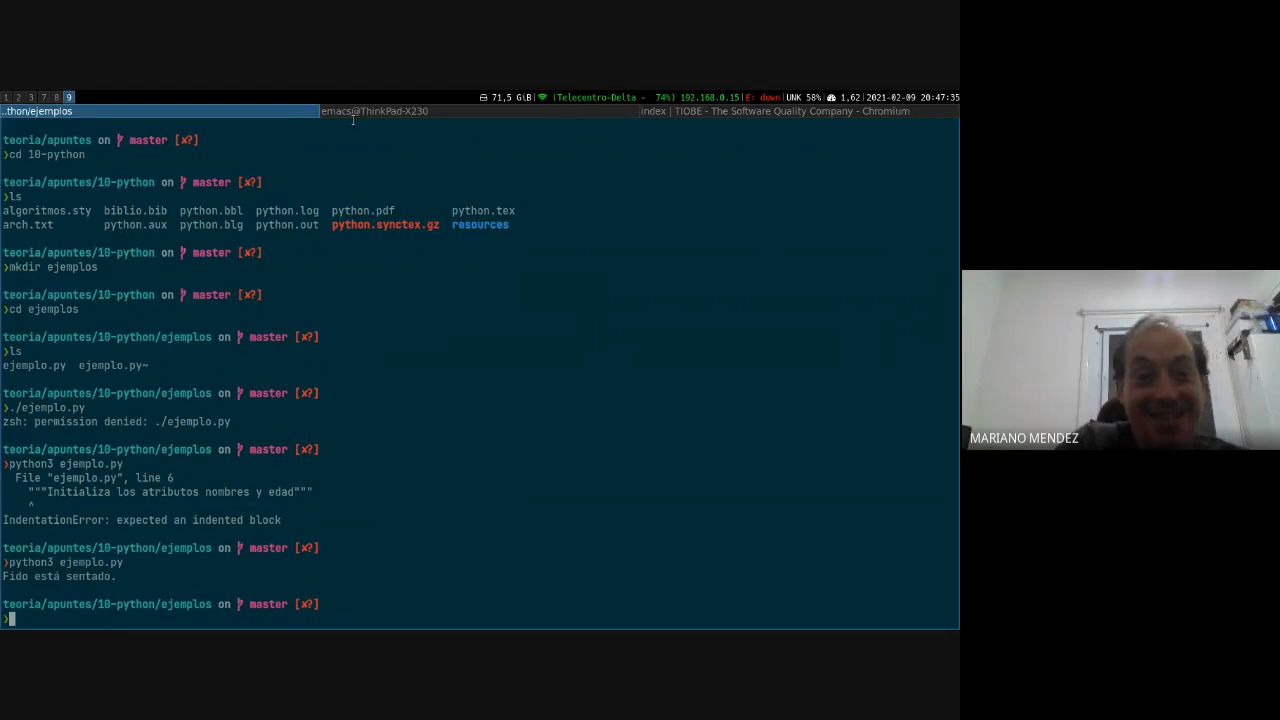 1 2 3 7 8 9 71,5 GiB (Telecentro-Delta - 74%) 192.168.0.15 E: down UNK 58% 1,62 2021-02-09 20:47:35
..thon/ejemplos emacs@ThinkPad-X230 index | TIOBE - The Software Quality Company - Chromium
teoria/apuntes on master [✘?]
❯cd 10-python
teoria/apuntes/10-python on master [✘?]
❯ls
algoritmos.sty biblio.bib python.bbl python.log python.pdf python.tex
arch.txt python.aux python.blg python.out python.synctex.gz resources
teoria/apuntes/10-python on master [✘?]
❯mkdir ejemplos
teoria/apuntes/10-python on master [✘?]
❯cd ejemplos
teoria/apuntes/10-python/ejemplos on master [✘?]
❯ls
ejemplo.py ejemplo.py~
teoria/apuntes/10-python/ejemplos on master [✘?]
❯./ejemplo.py
zsh: permission denied: ./ejemplo.py
teoria/apuntes/10-python/ejemplos on master [✘?]
❯python3 ejemplo.py
File "ejemplo.py", line 6
"""Initializa los atributos nombres y edad"""
^
IndentationError: expected an indented block
teoria/apuntes/10-python/ejemplos on master [✘?]
❯python3 ejemplo.py
Fido está sentado.
teoria/apuntes/10-python/ejemplos on master [✘?]
❯
MARIANO MENDEZ